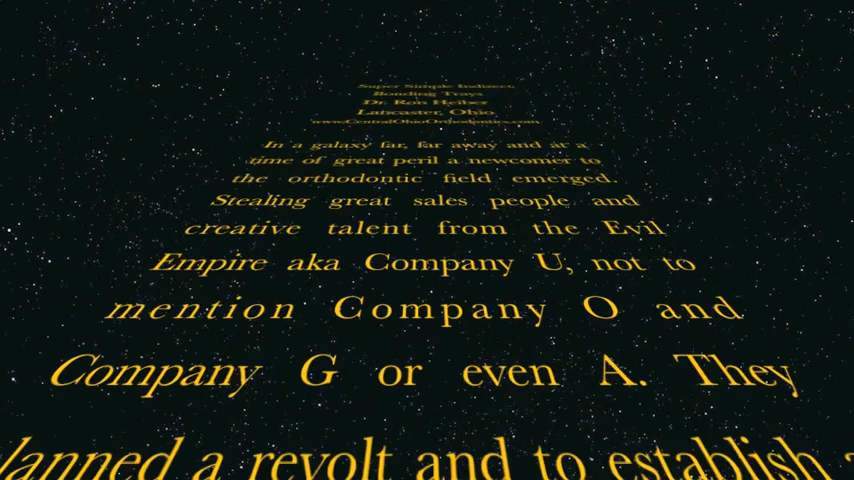 Super Simple Indirect
Bonding Trays
Dr. Ron Heiber
Lancaster, Ohio
www.CentralOhioOrthodontics.com
In a galaxy far, far away and at a
time of great peril a newcomer to
the orthodontic field emerged.
Stealing great sales people and
creative talent from the Evil
Empire aka Company U, not to
mention Company O and
Company G or even A. They
planned a revolt and to establish a